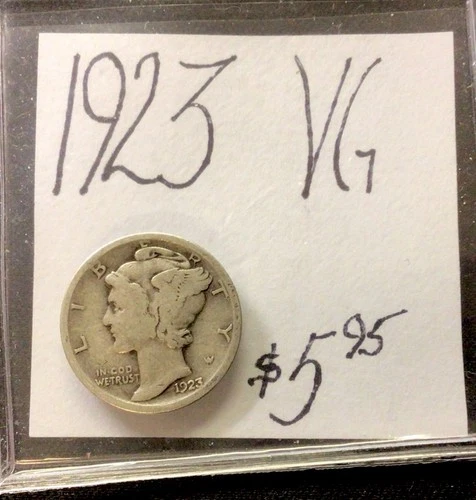 1923 VG
LIBERTY
IN GOD
WE TRUST
1923
$5.95